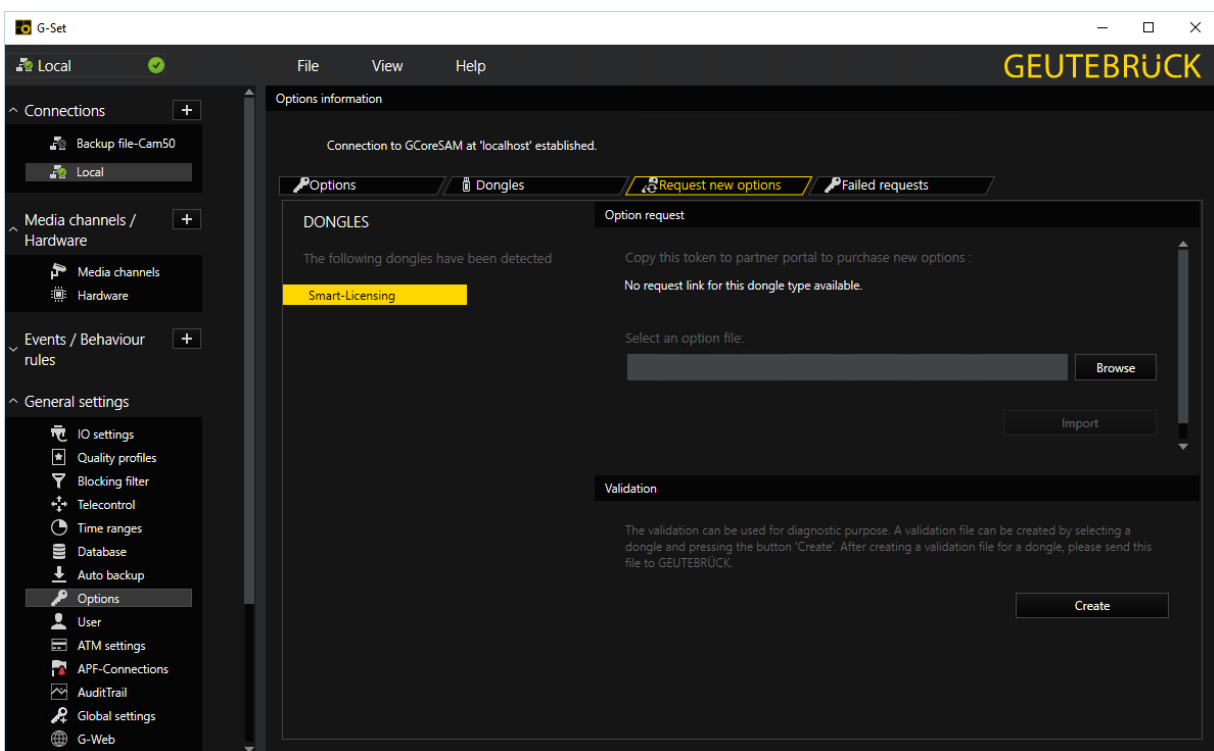 G-Set
Local
File View Help
GEUTEBRÜCK
Connections
Backup file-Cam50
Local
Media channels /
Hardware
Media channels
Hardware
Events / Behaviour
rules
General settings
IO settings
Quality profiles
Blocking filter
Telecontrol
Time ranges
Database
Auto backup
Options
User
ATM settings
APF-Connections
AuditTrail
Global settings
G-Web
Options information
Connection to GCoreSAM at 'localhost' established.
Options Dongles Request new options Failed requests
DONGLES
The following dongles have been detected
Smart-Licensing
Option request
Copy this token to partner portal to purchase new options :
No request link for this dongle type available.
Select an option file:
Browse
Import
Validation
The validation can be used for diagnostic purpose. A validation file can be created by selecting a
dongle and pressing the button 'Create'. After creating a validation file for a dongle, please send this
file to GEUTEBRÜCK.
Create